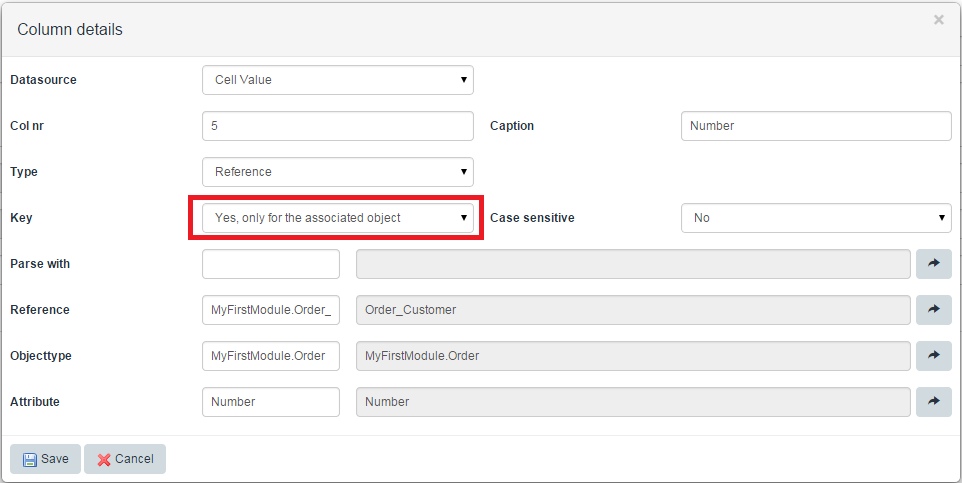 Column details ×
Datasource Cell Value
Col nr 5 Caption Number
Type Reference
Key Yes, only for the associated object Case sensitive No
Parse with
Reference MyFirstModule.Order_ Order_Customer
Objecttype MyFirstModule.Order MyFirstModule.Order
Attribute Number Number
Save Cancel